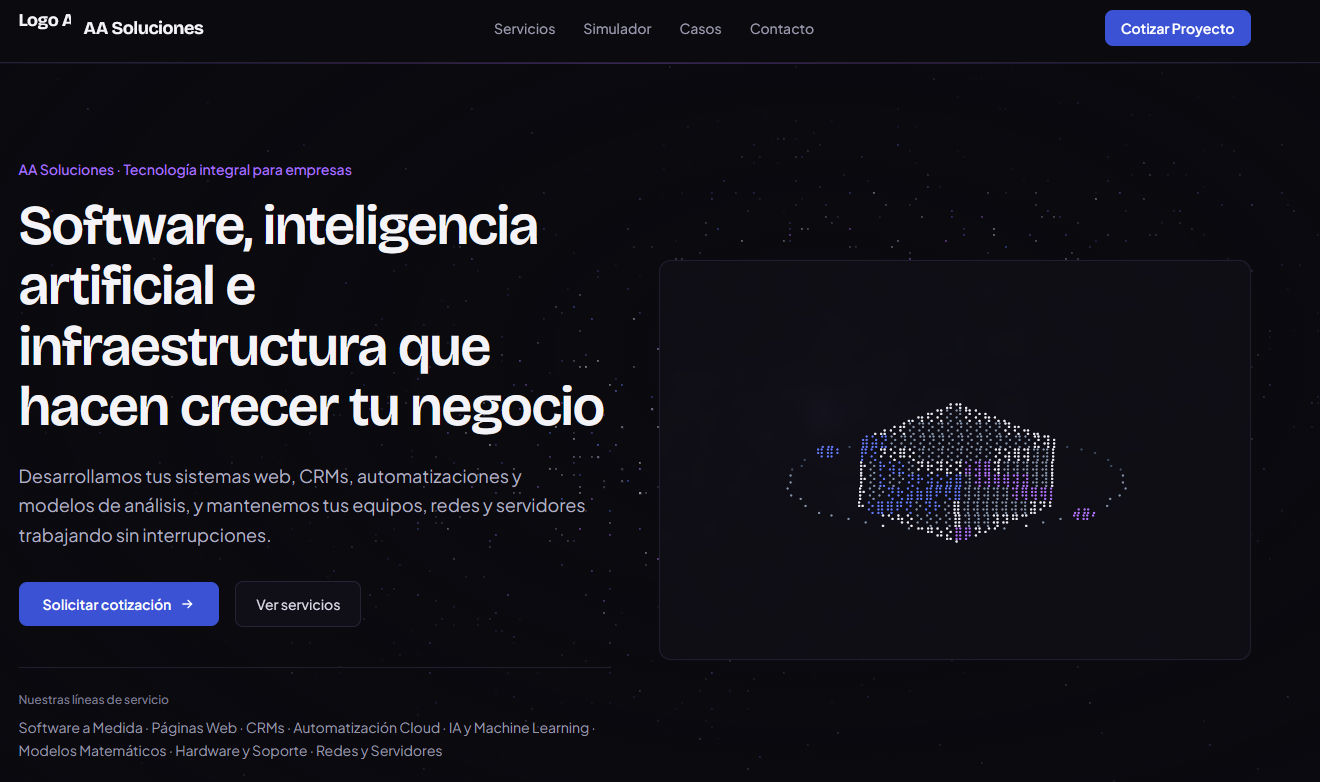 Logo A
AA Soluciones
Servicios
Simulador
Casos
Contacto
Cotizar Proyecto
AA Soluciones · Tecnología integral para empresas
Software, inteligencia
artificial e
infraestructura que
hacen crecer tu negocio
Desarrollamos tus sistemas web, CRMs, automatizaciones y
modelos de análisis, y mantenemos tus equipos, redes y servidores
trabajando sin interrupciones.
Solicitar cotización →
Ver servicios
Nuestras líneas de servicio
Software a Medida · Páginas Web · CRMs · Automatización Cloud · IA y Machine Learning ·
Modelos Matemáticos · Hardware y Soporte · Redes y Servidores